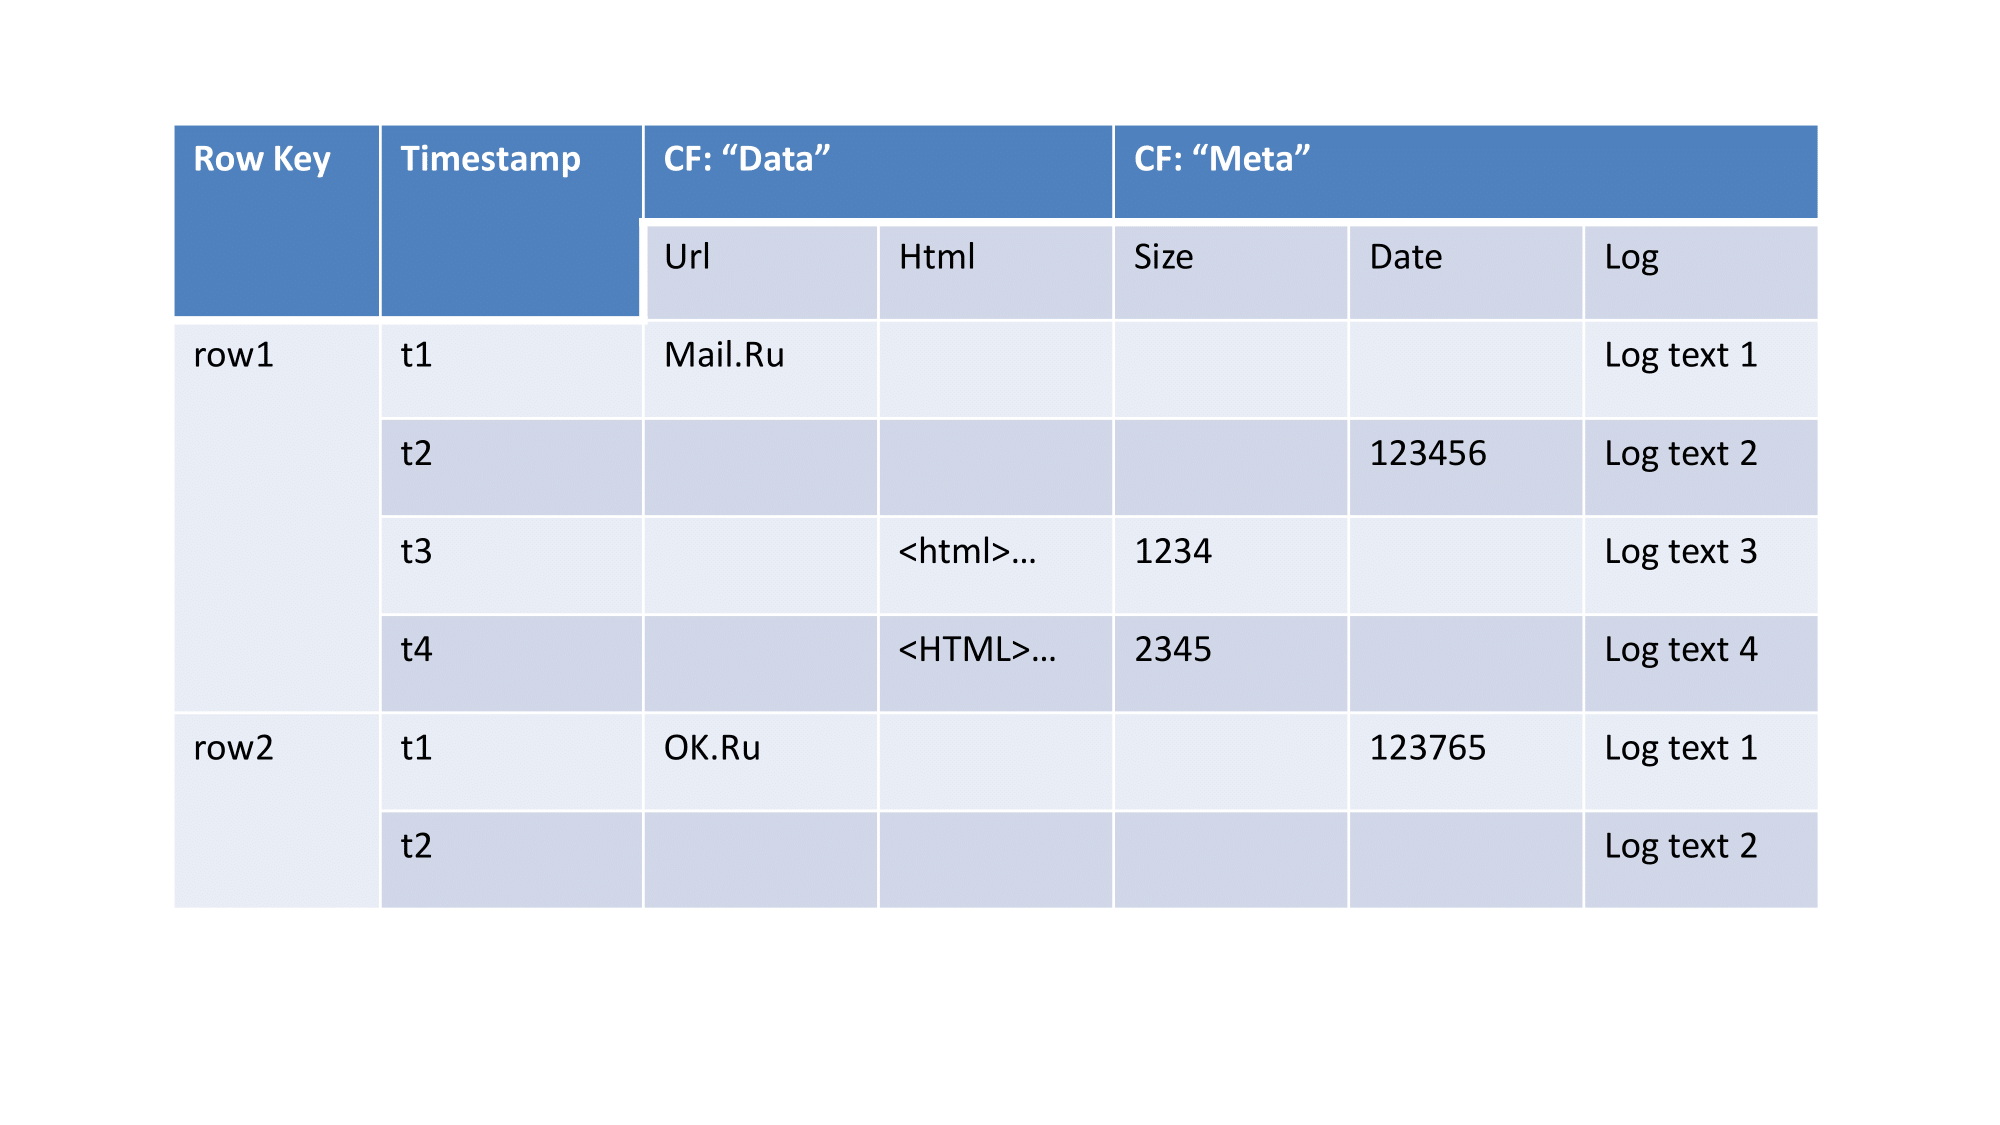 Row Key Timestamp CF: “Data” CF: “Meta”
Url Html Size Date Log
row1 t1 Mail.Ru Log text 1
t2 123456 Log text 2
t3 <html>... 1234 Log text 3
t4 <HTML>... 2345 Log text 4
row2 t1 OK.Ru 123765 Log text 1
t2 Log text 2